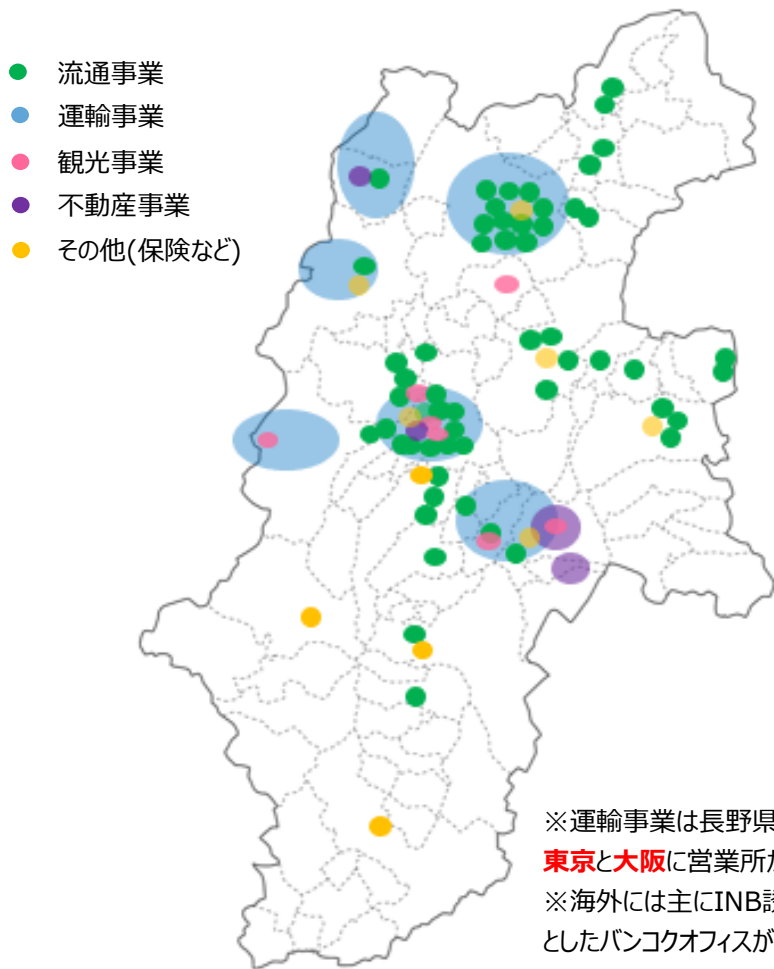 流通事業
運輸事業
観光事業
不動産事業
その他(保険など)
※運輸事業は長野県
東京と大阪に営業所が
※海外には主にINB誘
としたバンコクオフィスが